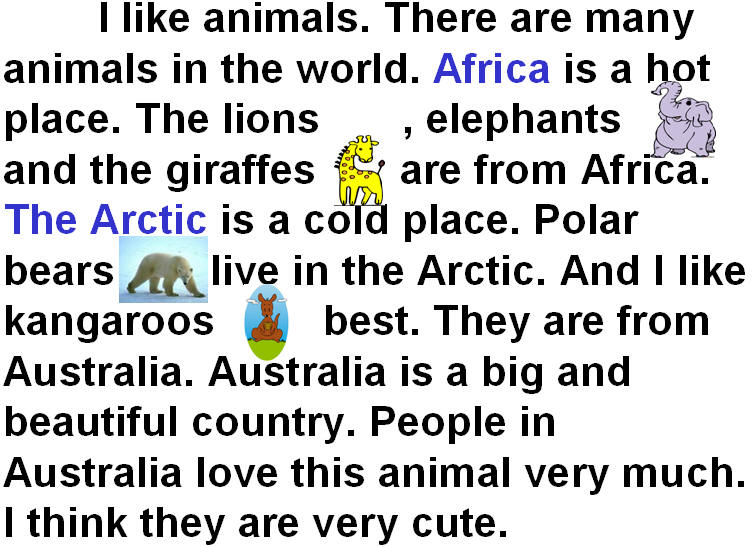 I like animals. There are many
animals in the world. Africa is a hot
place. The lions , elephants
and the giraffes are from Africa.
The Arctic is a cold place. Polar
bears live in the Arctic. And I like
kangaroos best. They are from
Australia. Australia is a big and
beautiful country. People in
Australia love this animal very much.
I think they are very cute.